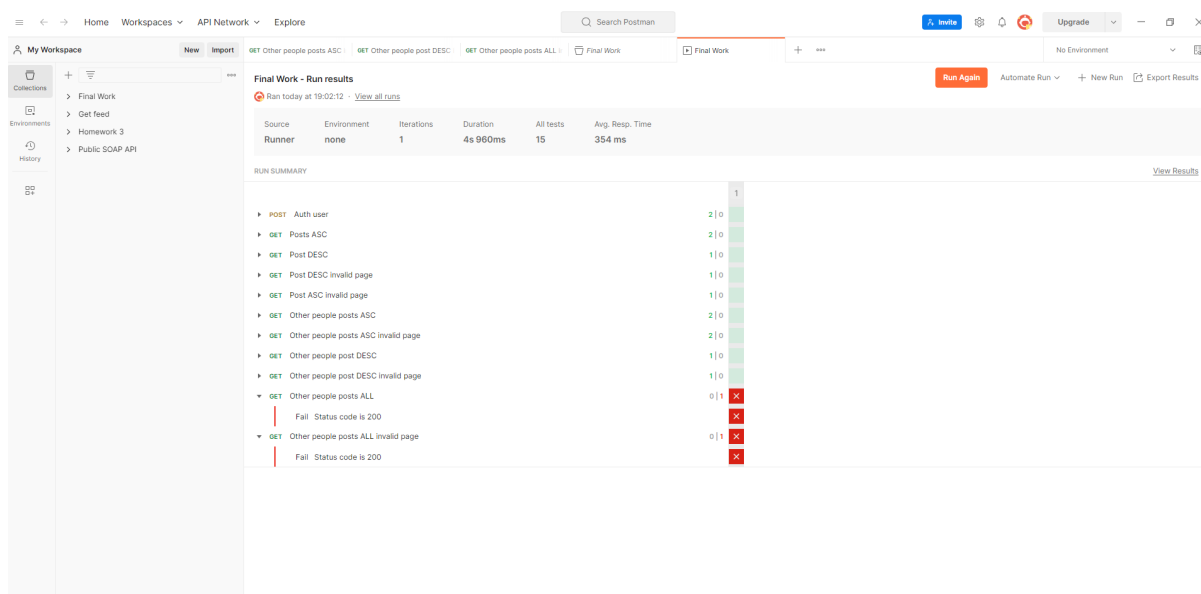 Home Workspaces API Network Explore Search Postman Invite Upgrade
My Workspace New Import GET Other people posts ASC GET Other people post DESC GET Other people posts ALL Final Work Final Work No Environment
Collections
Environments
History
Final Work
Get feed
Homework 3
Public SOAP API
Final Work - Run results Run Again Automate Run New Run Export Results
Ran today at 19:02:12 · View all runs
Source Environment Iterations Duration All tests Avg. Resp. Time
Runner none 1 4s 960ms 15 354 ms
RUN SUMMARY View Results
1
POST Auth user 2 | 0
GET Posts ASC 2 | 0
GET Post DESC 1 | 0
GET Post DESC invalid page 1 | 0
GET Post ASC invalid page 1 | 0
GET Other people posts ASC 2 | 0
GET Other people posts ASC invalid page 2 | 0
GET Other people post DESC 1 | 0
GET Other people post DESC invalid page 1 | 0
GET Other people posts ALL 0 | 1
Fail Status code is 200
GET Other people posts ALL invalid page 0 | 1
Fail Status code is 200